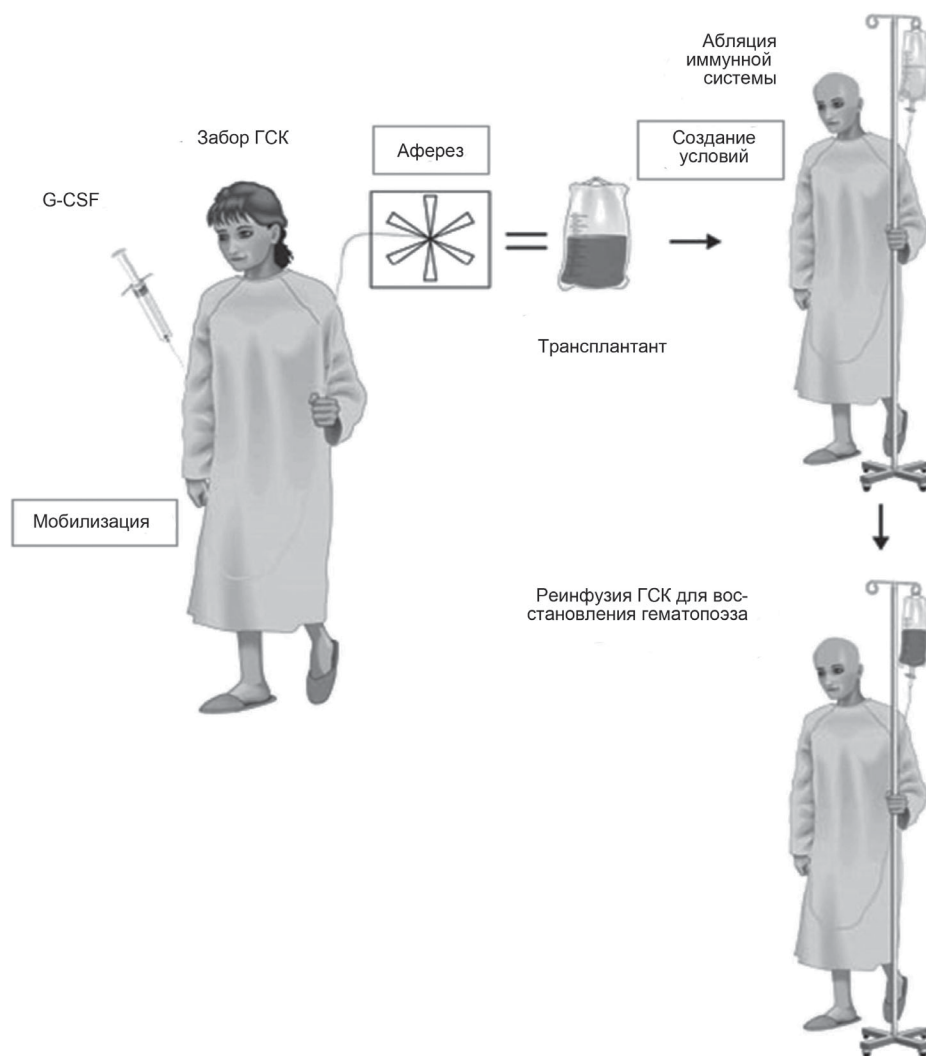 Абляция
иммунной
системы
Забор ГСК
Аферез
Создание
условий
G-CSF
Трансплантант
Мобилизация
Реинфузия ГСК для вос-
становления гематопоэза